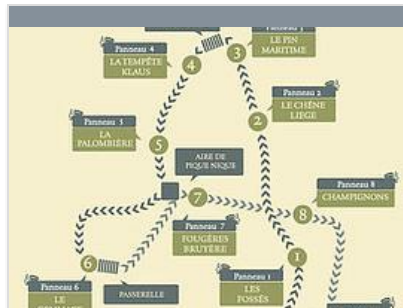 Panneau 3
LE PIN
MARITIME
3
Panneau 4
LA TEMPÊTE
KLAUS
4
Panneau 2
LE CHÊNE
LIEGE
2
Panneau 5
LA
PALOMBIÈRE
5
AIRE DE
PIQUE NIQUE
7
Panneau 7
FOUGÈRES
BRUYÈRE
Panneau 8
CHAMPIGNONS
8
6
Panneau 6
LE
PASSERELLE
Panneau 1
LES
FOSSÉS
1